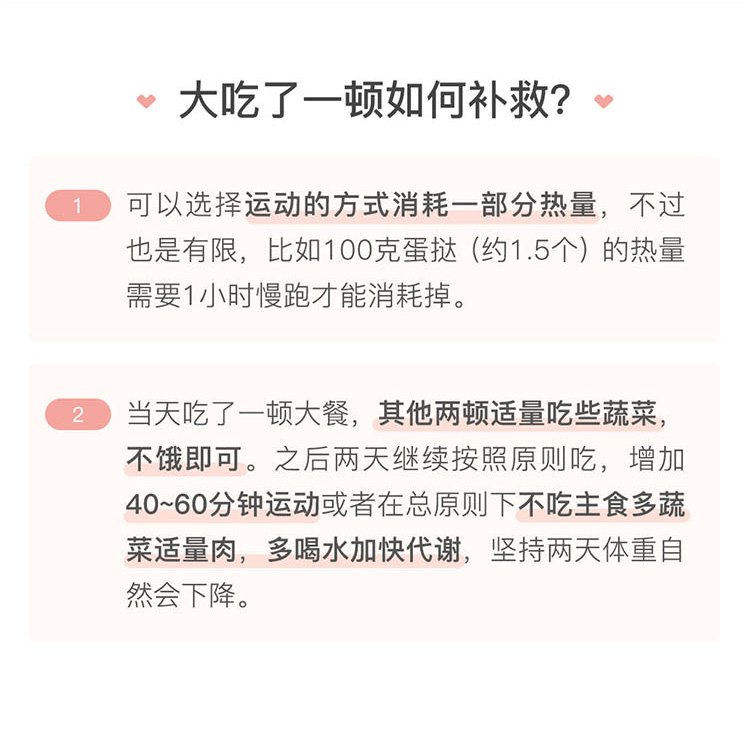 大吃了一顿如何补救?
1
可以选择运动的方式消耗一部分热量，不过
也是有限，比如100克蛋挞（约1.5个）的热量
需要1小时慢跑才能消耗掉。
2
当天吃了一顿大餐，其他两顿适量吃些蔬菜，
不饿即可。之后两天继续按照原则吃，增加
40~60分钟运动或者在总原则下不吃主食多蔬
菜适量肉，多喝水加快代谢，坚持两天体重自
然会下降。